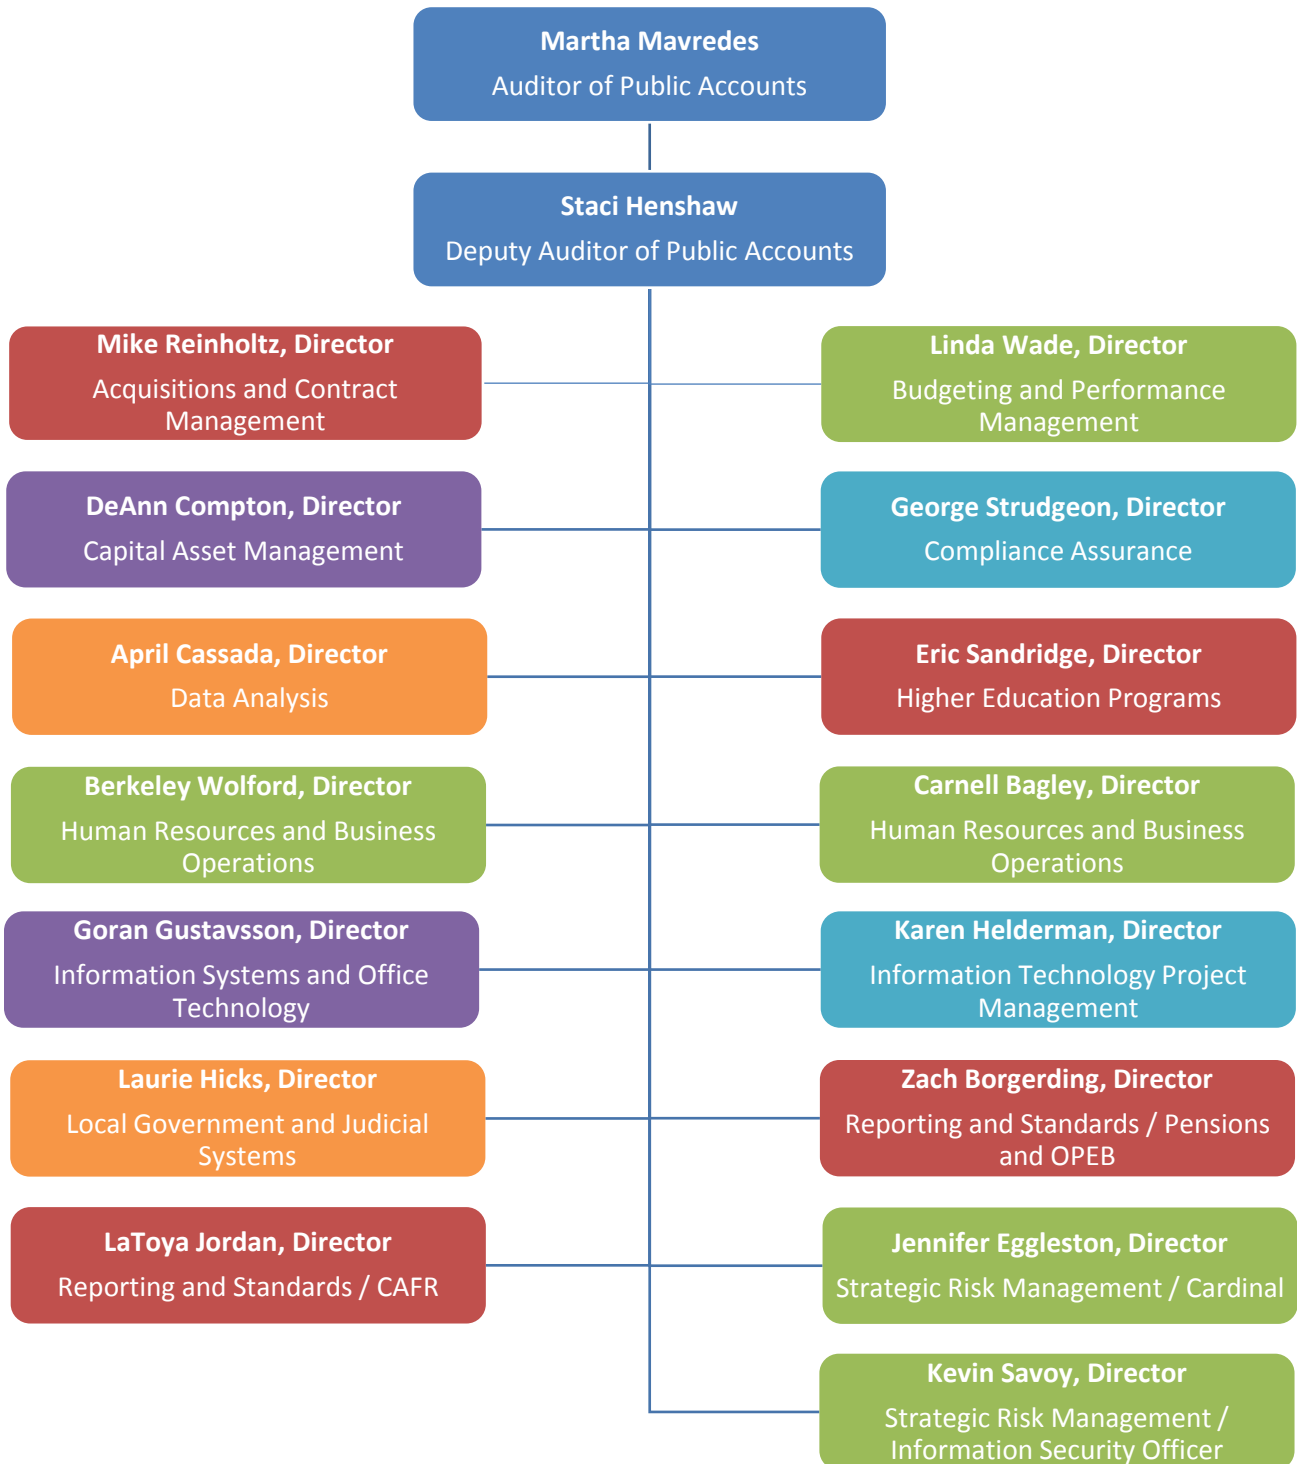 Martha Mavredes
Auditor of Public Accounts
Staci Henshaw
Deputy Auditor of Public Accounts
Mike Reinholtz, Director
Acquisitions and Contract
Management
Linda Wade, Director
Budgeting and Performance
Management
DeAnn Compton, Director
Capital Asset Management
George Strudgeon, Director
Compliance Assurance
April Cassada, Director
Data Analysis
Eric Sandridge, Director
Higher Education Programs
Berkeley Wolford, Director
Human Resources and Business
Operations
Carnell Bagley, Director
Human Resources and Business
Operations
Goran Gustavsson, Director
Information Systems and Office
Technology
Karen Helderman, Director
Information Technology Project
Management
Laurie Hicks, Director
Local Government and Judicial
Systems
Zach Borgerding, Director
Reporting and Standards / Pensions
and OPEB
LaToya Jordan, Director
Reporting and Standards / CAFR
Jennifer Eggleston, Director
Strategic Risk Management / Cardinal
Kevin Savoy, Director
Strategic Risk Management /
Information Security Officer